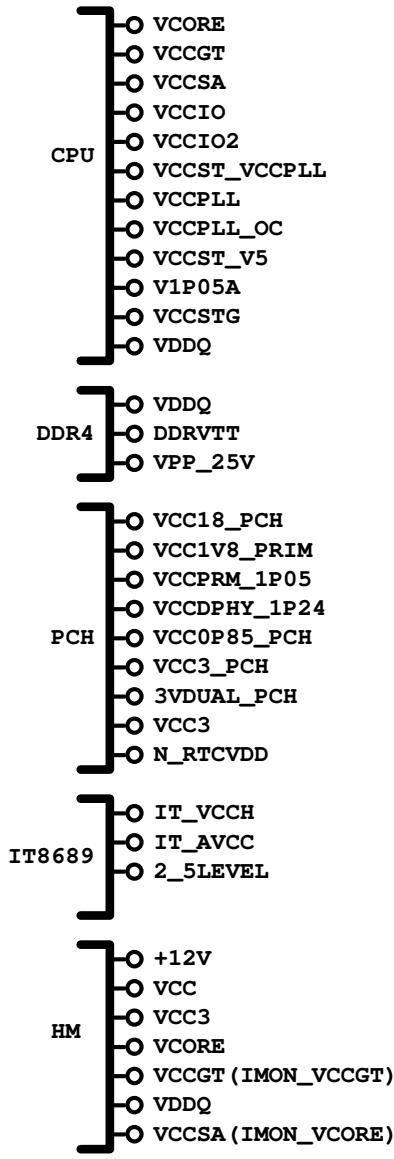 VCORE
VCCGT
VCCSA
VCCIO
VCCIO2
CPU
VCCST_VCCPLL
VCCPLL
VCCPLL_OC
VCCST_V5
V1P05A
VCCSTG
VDDQ
VDDQ
DDR4
DDRVTT
VPP_25V
VCC18_PCH
VCC1V8_PRIM
VCCPRM_1P05
VCCDPHY_1P24
PCH
VCC0P85_PCH
VCC3_PCH
3VDUAL_PCH
VCC3
N_RTCVDD
IT_VCCH
IT8689
IT_AVCC
2_5LEVEL
+12V
VCC
VCC3
HM
VCORE
VCCGT(IMON_VCCGT)
VDDQ
VCCSA(IMON_VCORE)